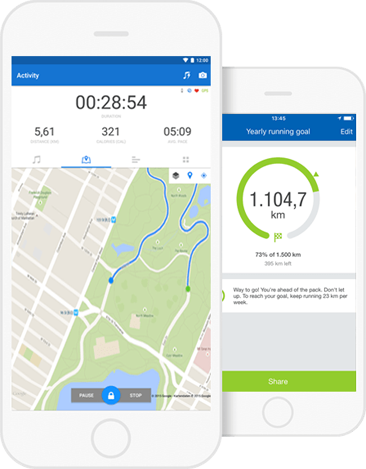 12:00
Activity
00:28:54
DURATION
5,61
321
05:09
DISTANCE (KM)
CALORIES (CAL)
AVG. PACE
PAUSE
STOP
13:45
Yearly running goal
Edit
1.104,7
km
73% of 1.500 km
395 km left
Way to go! You're ahead of the pack. Don't let
up. To reach your goal, keep running 23 km per
week.
Share